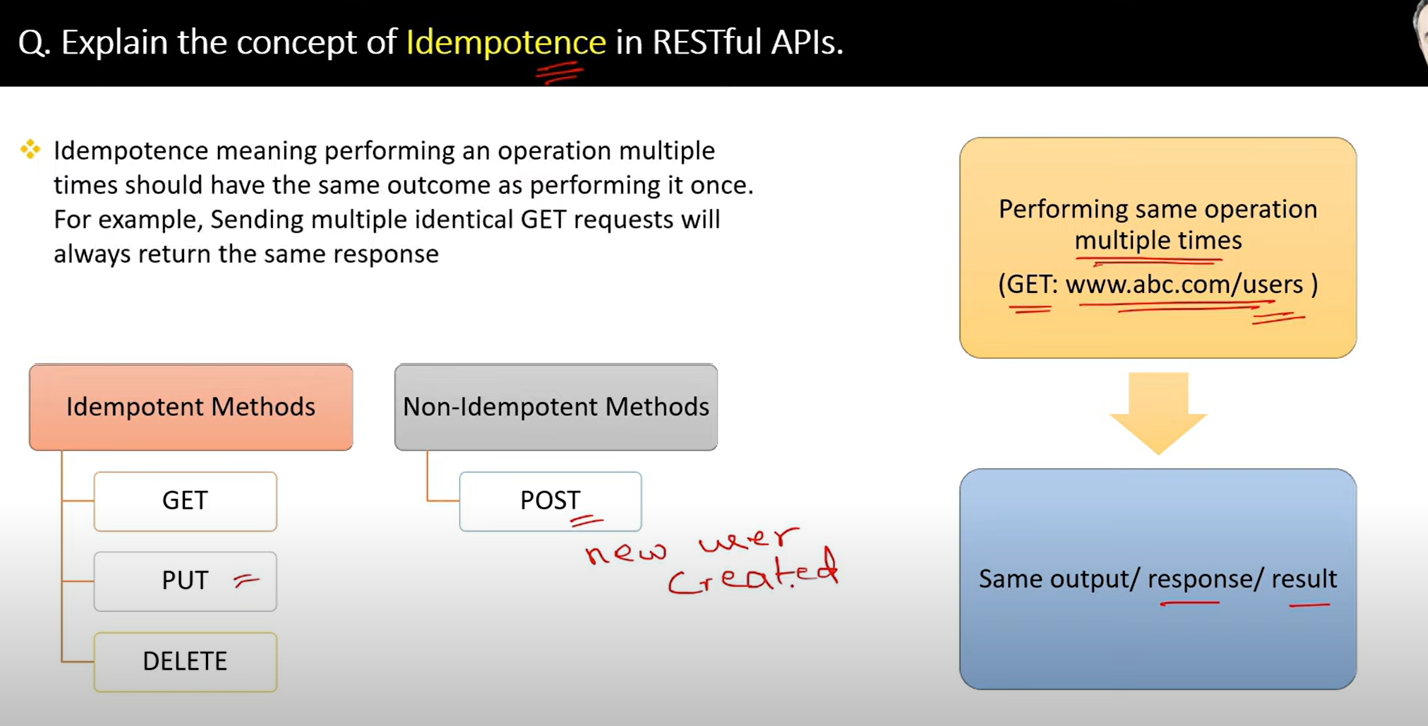 Q. Explain the concept of Idempotence in RESTful APIs.
Idempotence meaning performing an operation multiple
times should have the same outcome as performing it once.
For example, Sending multiple identical GET requests will
always return the same response
Idempotent Methods
GET
PUT
DELETE
Non-Idempotent Methods
POST
new user
created
Performing same operation
multiple times
(GET: www.abc.com/users )
Same output/ response/ result